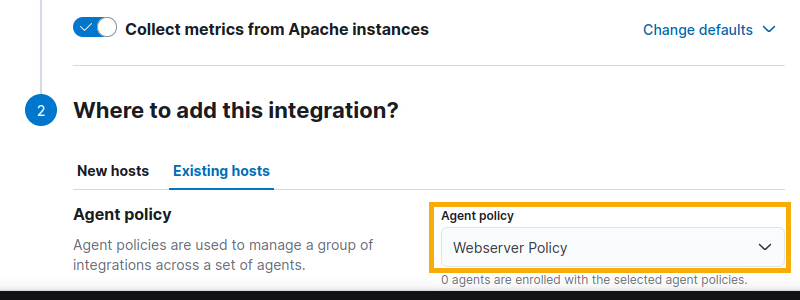 Collect metrics from Apache instances
Change defaults
2
Where to add this integration?
New hosts
Existing hosts
Agent policy
Agent policies are used to manage a group of
integrations across a set of agents.
Agent policy
Webserver Policy
0 agents are enrolled with the selected agent policies.